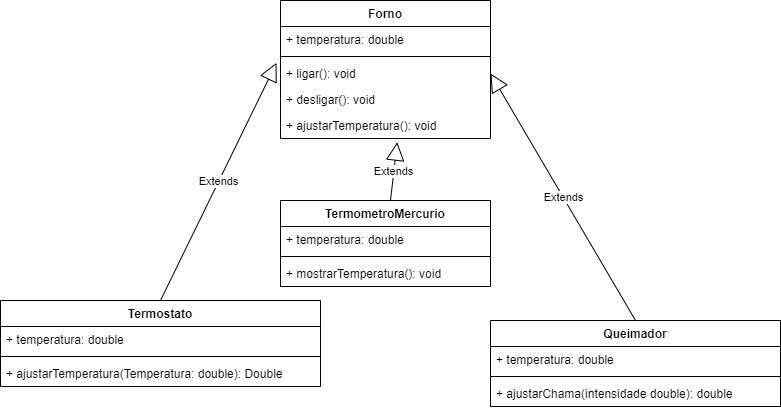 Forno
+ temperatura: double
+ ligar(): void
+ desligar(): void
+ ajustarTemperatura(): void
Extends
Extends
Extends
TermometroMercurio
+ temperatura: double
+ mostrarTemperatura(): void
Termostato
+ temperatura: double
+ ajustarTemperatura(Temperatura: double): Double
Queimador
+ temperatura: double
+ ajustarChama(intensidade double): double